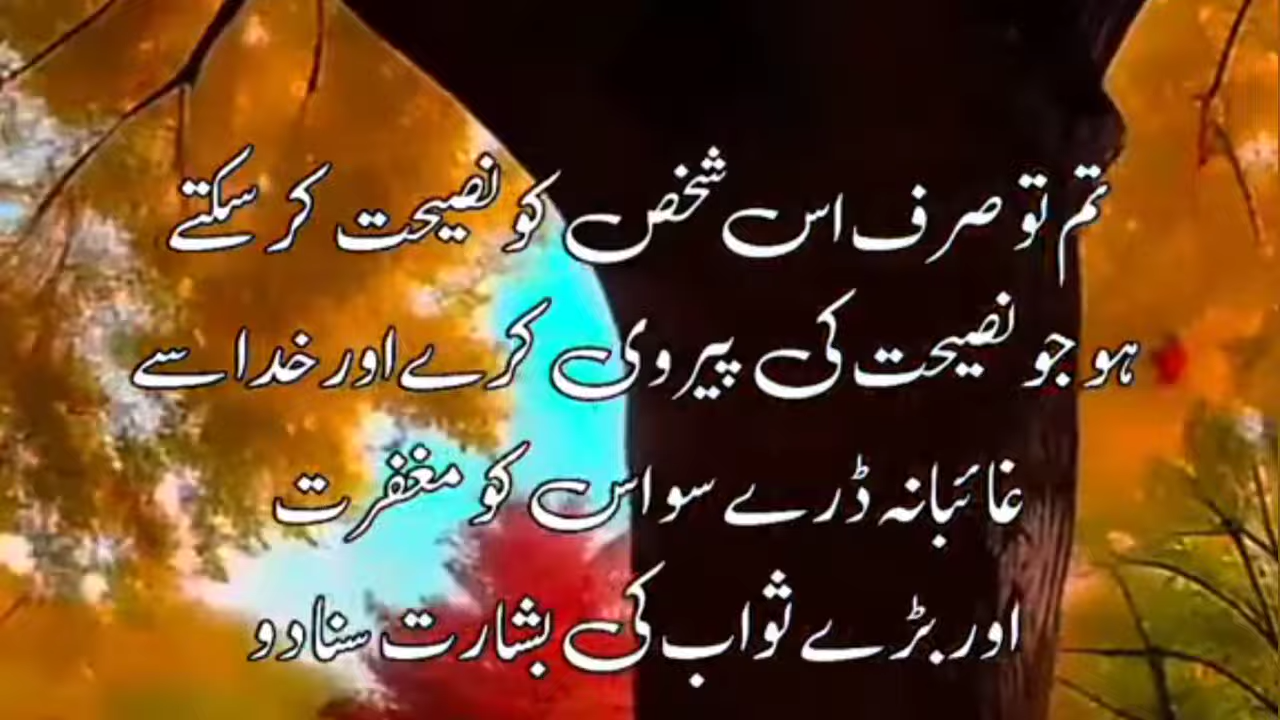 تم تو صرف اس شخص کو نصیحت کر سکتے
ہو جو نصیحت کی پیروی کرے اور خدا سے
غائبانہ ڈرے سو اس کو مغفرت
اور بڑے ثواب کی بشارت سنا دو